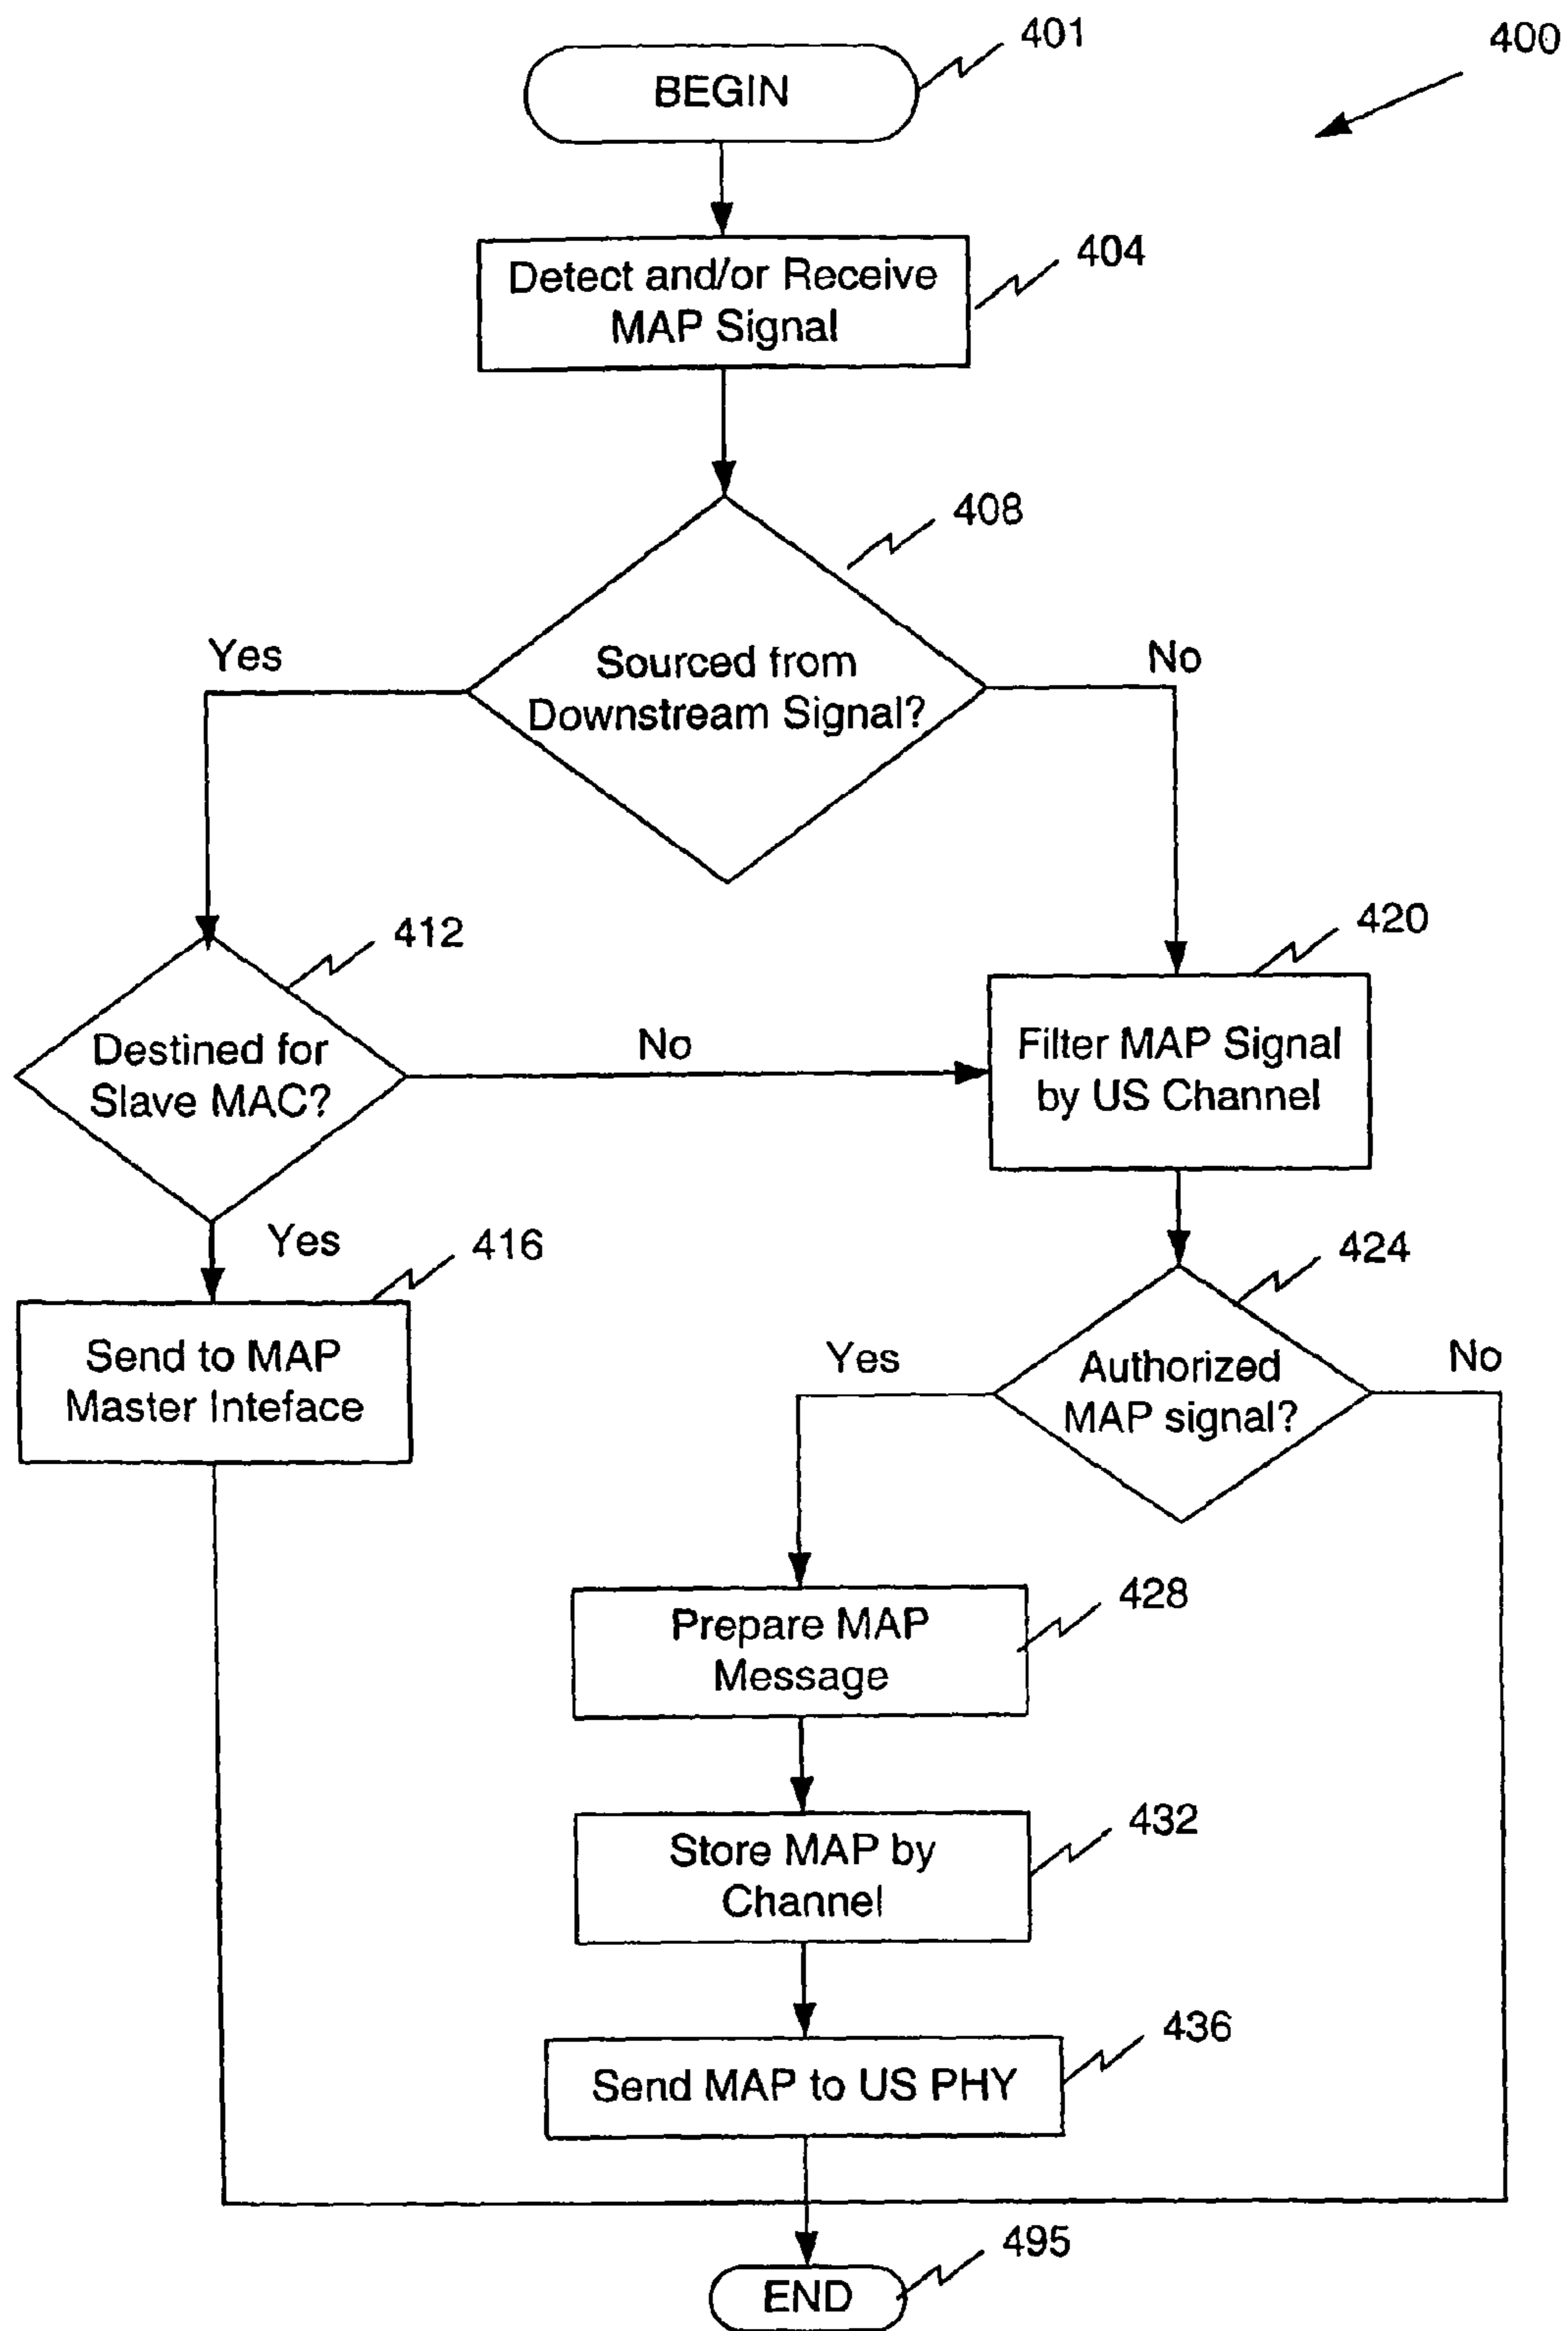 401
400
BEGIN
404
Detect and/or Receive
MAP Signal
408
Yes
No
Sourced from
Downstream Signal?
412
420
Destined for
Slave MAC?
No
Filter MAP Signal
by US Channel
Yes
416
424
Send to MAP
Master Inteface
Yes
Authorized
MAP signal?
No
428
Prepare MAP
Message
432
Store MAP by
Channel
436
Send MAP to US PHY
495
END